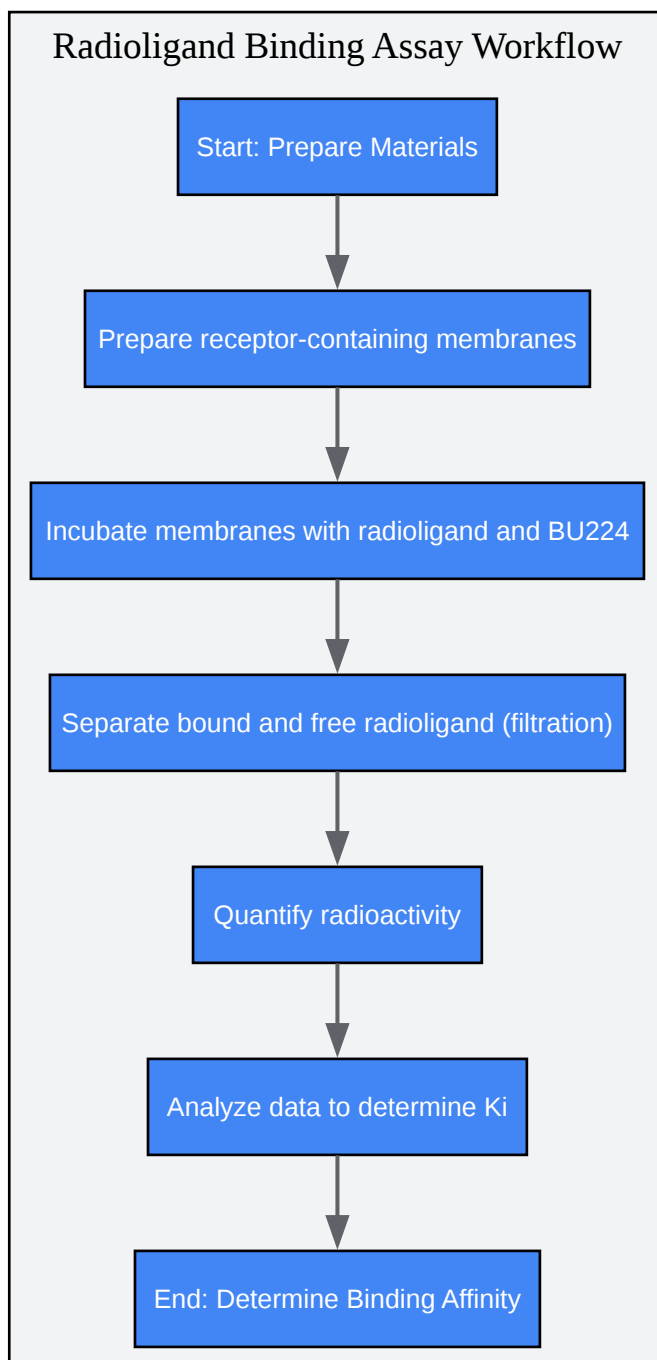 Radioligand Binding Assay Workflow
Start: Prepare Materials
Prepare receptor-containing membranes
Incubate membranes with radioligand and BU224
Separate bound and free radioligand (filtration)
Quantify radioactivity
Analyze data to determine Ki
End: Determine Binding Affinity